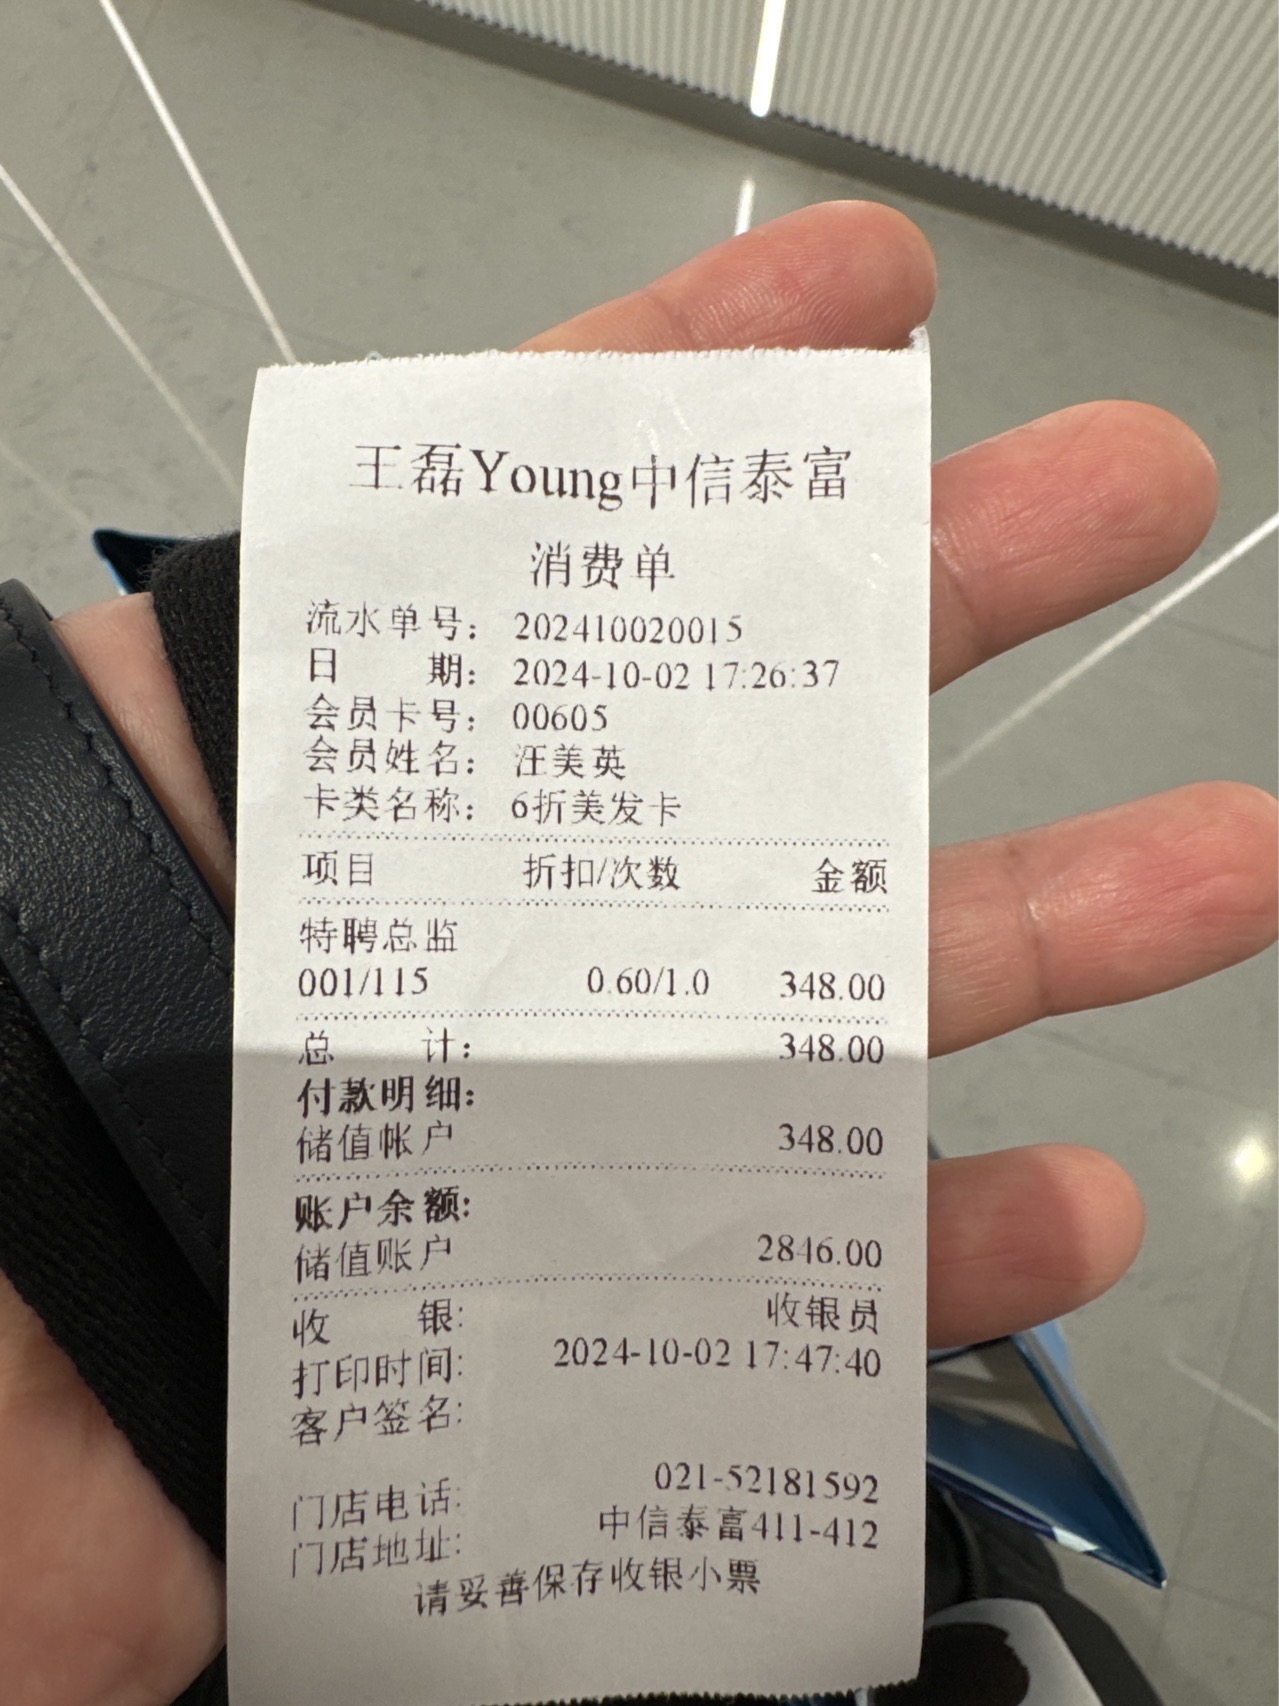 王磊Young中信泰富
消费单
流水单号： 202410020015
日 期： 2024-10-02 17:26:37
会员卡号： 00605
会员姓名： 汪美英
卡类名称： 6折美发卡
项目 折扣/次数 金额
特聘总监
001/115 0.60/1.0 348.00
总 计： 348.00
付款明细：
储值帐户 348.00
账户余额：
储值账户 2846.00
收 银： 收银员
打印时间： 2024-10-02 17:47:40
客户签名：
门店电话： 021-52181592
门店地址： 中信泰富411-412
请妥善保存收银小票